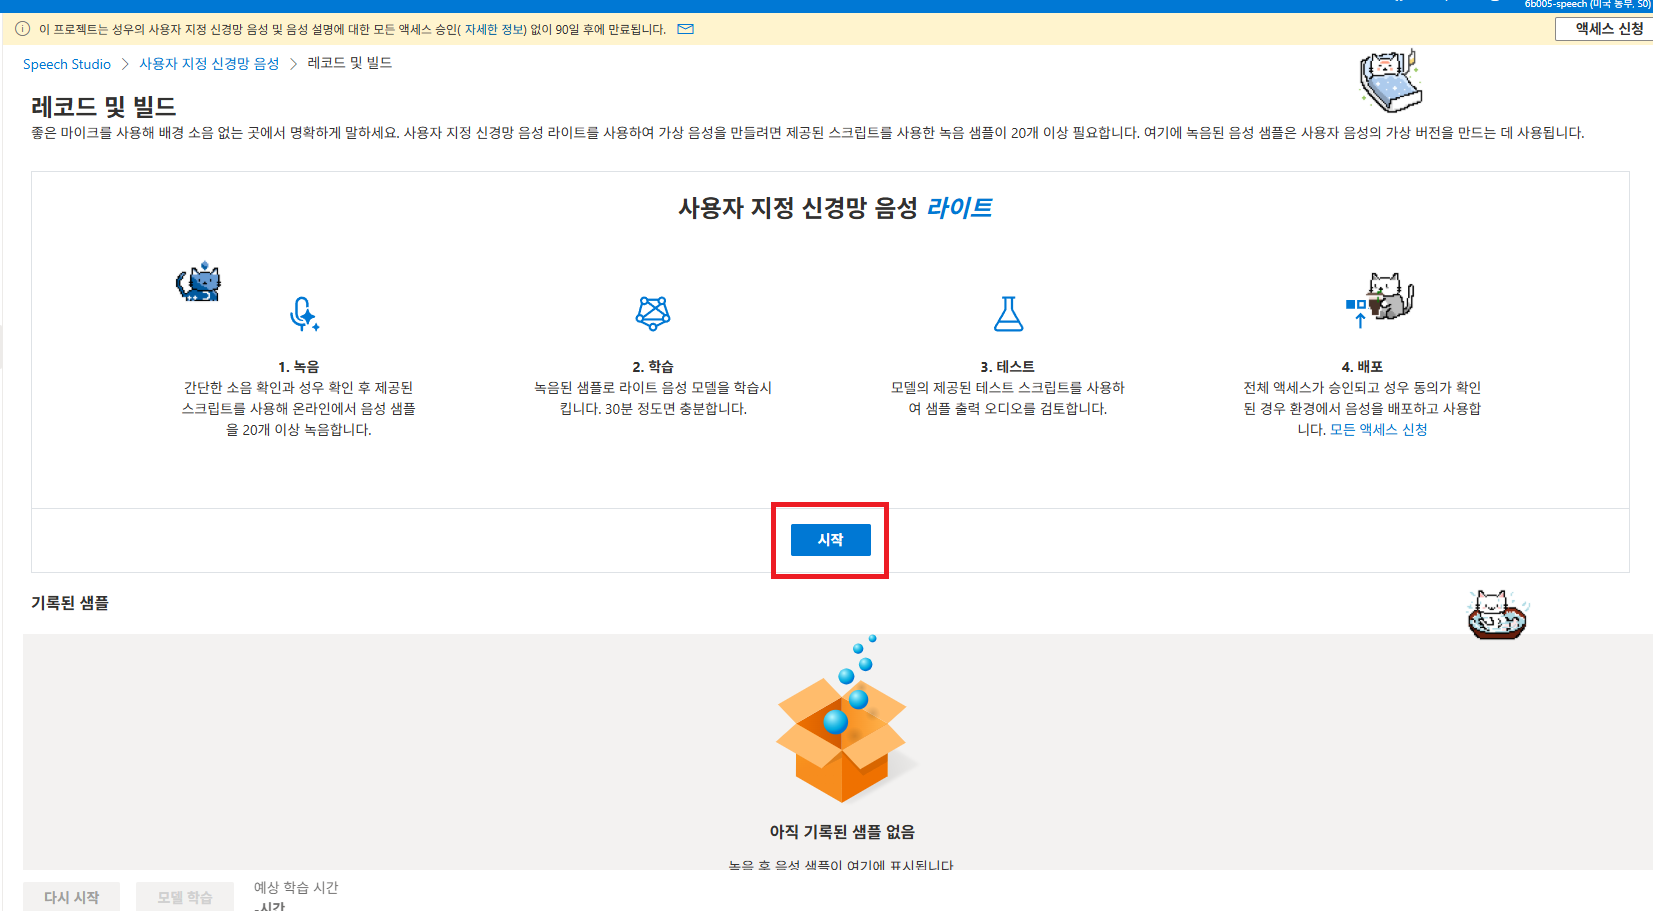 6b005-speech (미국 동부, S0)
이 프로젝트는 성우의 사용자 지정 신경망 음성 및 음성 설명에 대한 모든 액세스 승인( 자세한 정보) 없이 90일 후에 만료됩니다.
액세스 신청
Speech Studio > 사용자 지정 신경망 음성 > 레코드 및 빌드
레코드 및 빌드
좋은 마이크를 사용해 배경 소음 없는 곳에서 명확하게 말하세요. 사용자 지정 신경망 음성 라이트를 사용하여 가상 음성을 만들려면 제공된 스크립트를 사용한 녹음 샘플이 20개 이상 필요합니다. 여기에 녹음된 음성 샘플은 사용자 음성의 가상 버전을 만드는 데 사용됩니다.
사용자 지정 신경망 음성 라이트
1. 녹음
간단한 소음 확인과 성우 확인 후 제공된
스크립트를 사용해 온라인에서 음성 샘플
을 20개 이상 녹음합니다.
2. 학습
녹음된 샘플로 라이트 음성 모델을 학습시
킵니다. 30분 정도면 충분합니다.
3. 테스트
모델의 제공된 테스트 스크립트를 사용하
여 샘플 출력 오디오를 검토합니다.
4. 배포
전체 액세스가 승인되고 성우 동의가 확인
된 경우 환경에서 음성을 배포하고 사용합
니다. 모든 액세스 신청
시작
기록된 샘플
아직 기록된 샘플 없음
녹음 후 음성 샘플이 여기에 표시됩니다
다시 시작
모델 학습
예상 학습 시간
-시간